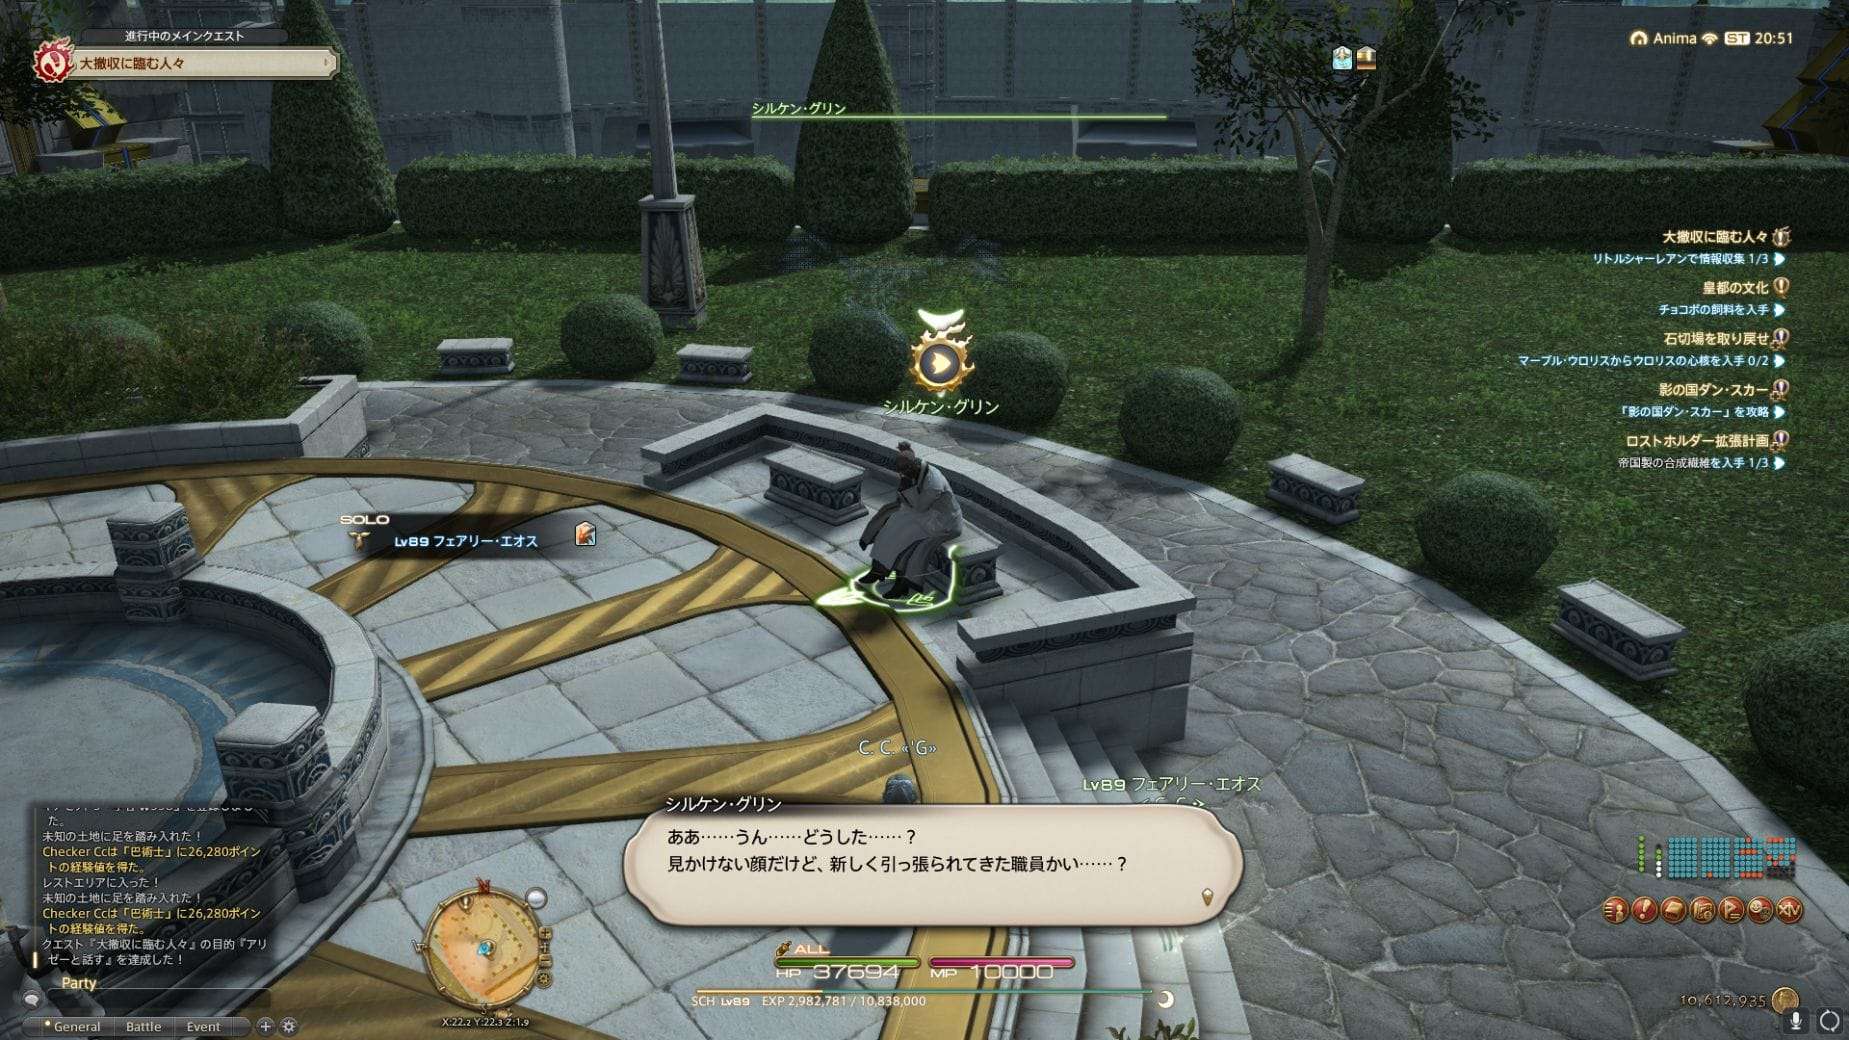 進行中のメインクエスト
大撤収に臨む人々
Anima ST 20:51
シルケン・グリン
大撤収に臨む人々
リトルシャーレアンで情報収集 1/3
皇都の文化
チョコボの飼料を入手
石切場を取り戻せ
マーブル・ウロリスからウロリスの心核を入手 0/2
影の国ダン・スカー
「影の国ダン・スカー」を攻略
ロストホルダー拡張計画
帝国製の合成繊維を入手 1/3
シルケン・グリン
SOLO
Lv89 フェアリー・エオス
C. C. «'G»
Lv89 フェアリー・エオス
シルケン・グリン
ああ……うん……どうした……？
見かけない顔だけど、新しく引っ張られてきた職員かい……？
た。
未知の土地に足を踏み入れた！
Checker Ccは「巴術士」に26,280ポイン
トの経験値を得た。
レストエリアに入った！
未知の土地に足を踏み入れた！
Checker Ccは「巴術士」に26,280ポイン
トの経験値を得た。
クエスト『大撤収に臨む人々』の目的『アリ
ゼーと話す』を達成した！
Party
General Battle Event
N
X:22.2 Y:22.3 Z:1.9
ALL
HP 37694 MP 10000
SCH Lv89 EXP 2,982,781 / 10,838,000
XIV
10,612,935